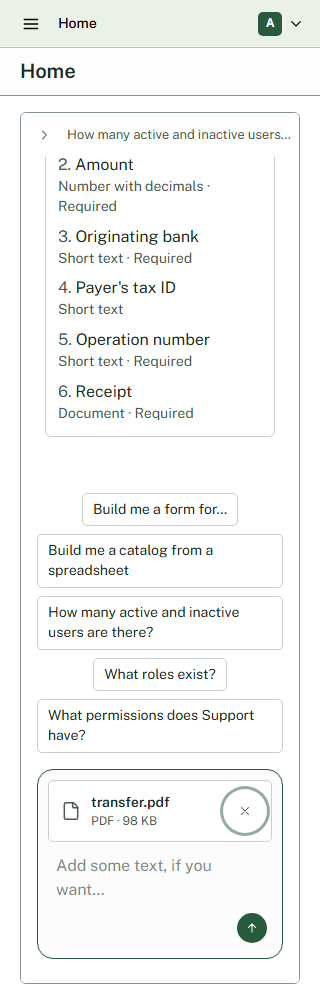 Home
A
Home
How many active and inactive users...
2. Amount
Number with decimals ·
Required
3. Originating bank
Short text · Required
4. Payer's tax ID
Short text
5. Operation number
Short text · Required
6. Receipt
Document · Required
Build me a form for...
Build me a catalog from a
spreadsheet
How many active and inactive
users are there?
What roles exist?
What permissions does Support
have?
transfer.pdf
PDF · 98 KB
Add some text, if you
want...